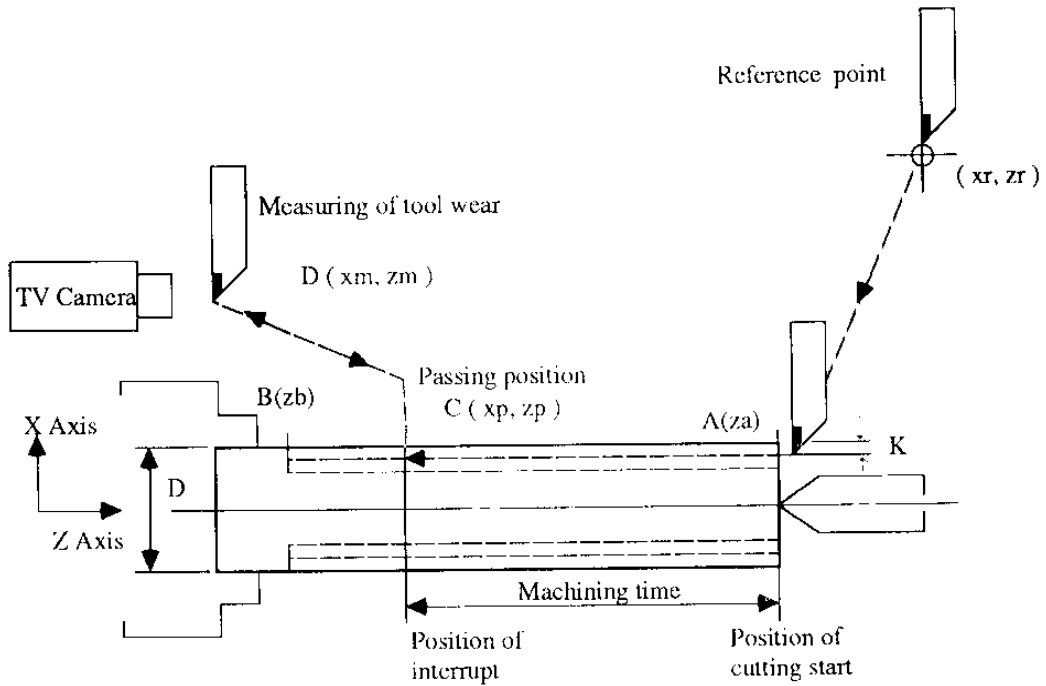 Reference point
( xr, zr )
Measuring of tool wear
D ( xm, zm )
TV Camera
Passing position
C ( xp, zp )
B(zb)
A(za)
X Axis
K
D
Z Axis
Machining time
Position of
interrupt
Position of
cutting start